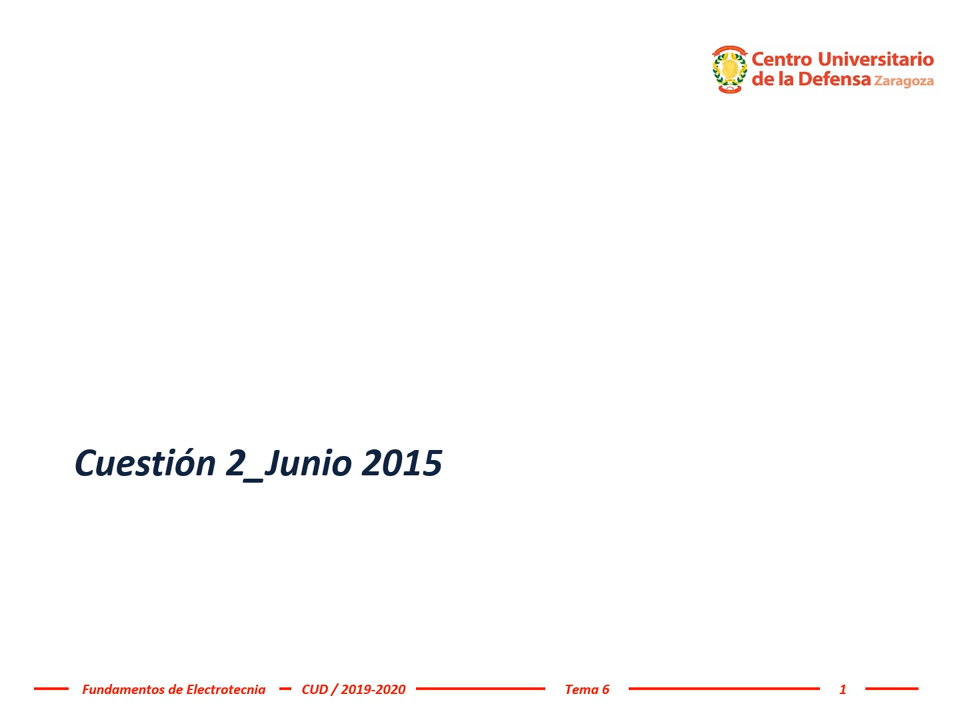 Centro Universitario
de la Defensa Zaragoza
Cuestión 2_Junio 2015
Fundamentos de Electrotecnia CUD / 2019-2020 Tema 6 1